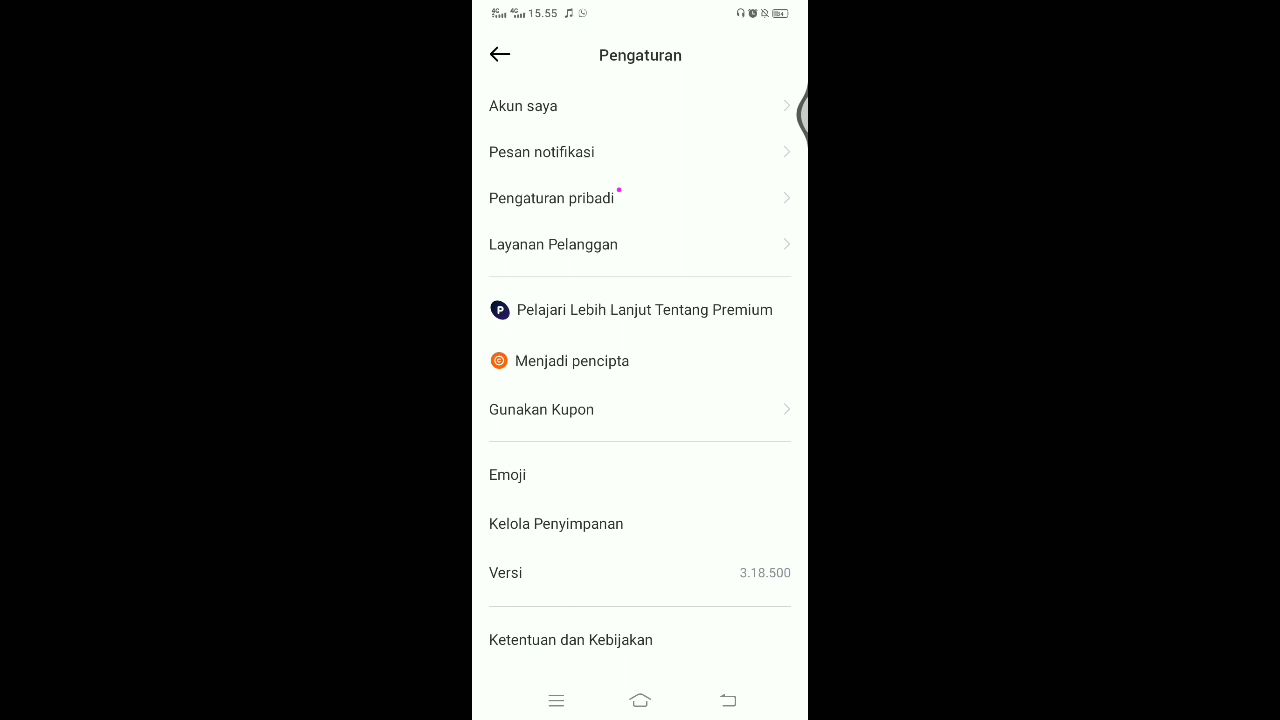 15.55
Pengaturan
Akun saya
Pesan notifikasi
Pengaturan pribadi
Layanan Pelanggan
P Pelajari Lebih Lanjut Tentang Premium
Menjadi pencipta
Gunakan Kupon
Emoji
Kelola Penyimpanan
Versi 3.18.500
Ketentuan dan Kebijakan